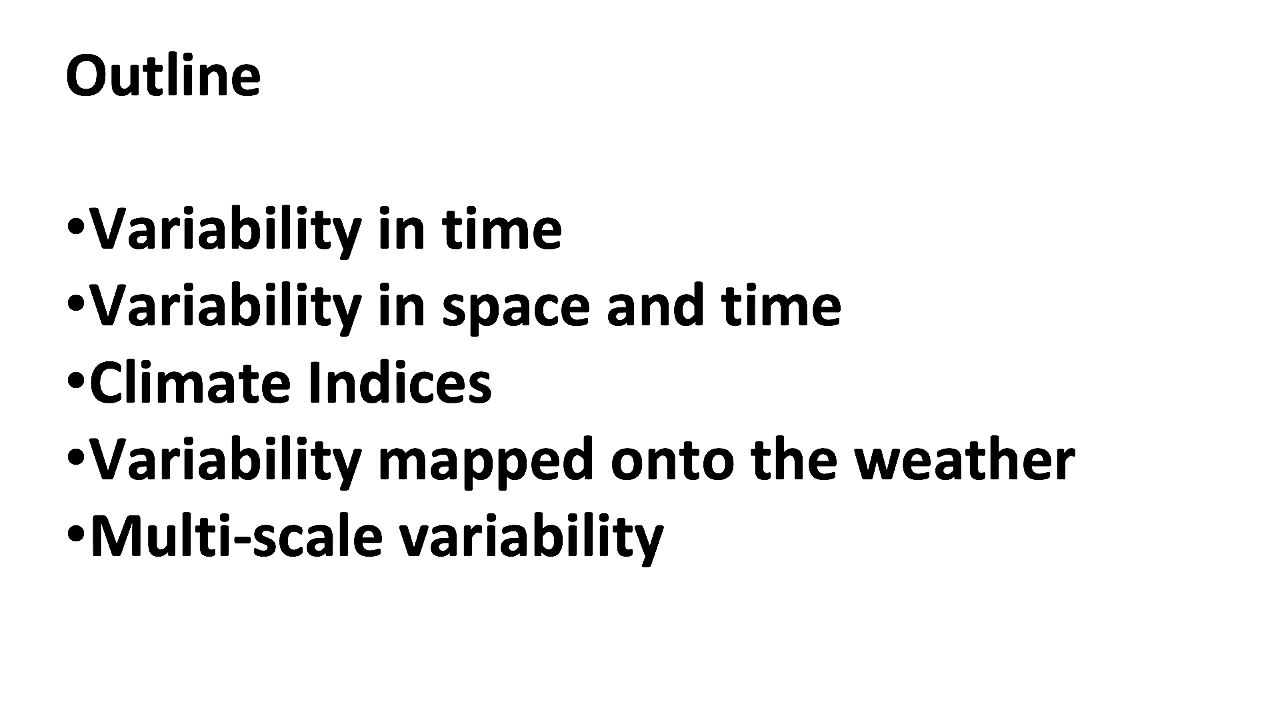 Outline
•Variability in time
•Variability in space and time
•Climate Indices
•Variability mapped onto the weather
•Multi-scale variability